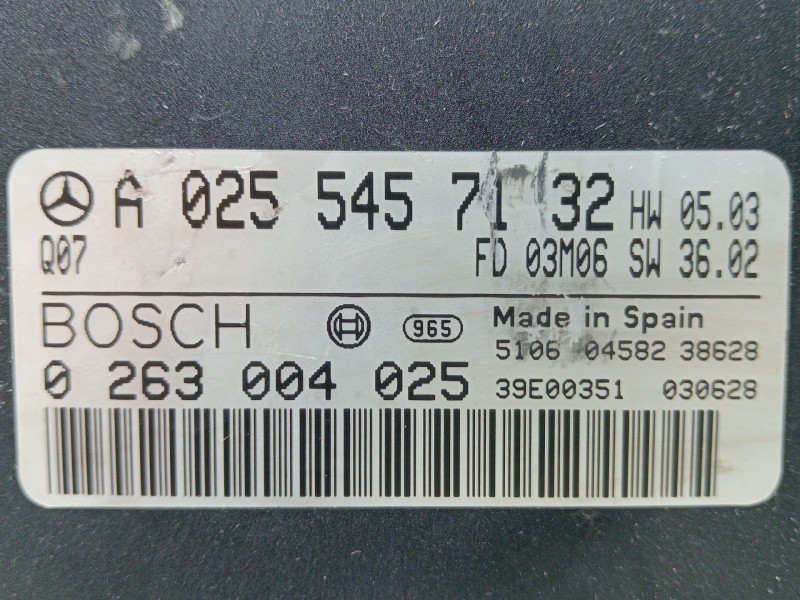 A 025 545 71 32 HW 05.03
Q07 FD 03M06 SW 36.02
BOSCH 965 Made in Spain
5106 04582 38628
0 263 004 025 39E00351 030628